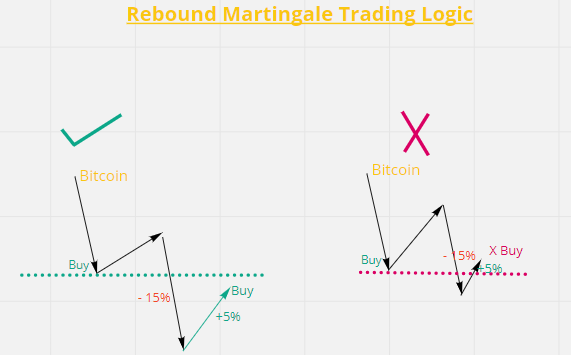 Rebound Martingale Trading Logic
Bitcoin
Buy
- 15%
Buy
+5%
Bitcoin
Buy
- 15%
X Buy
+5%